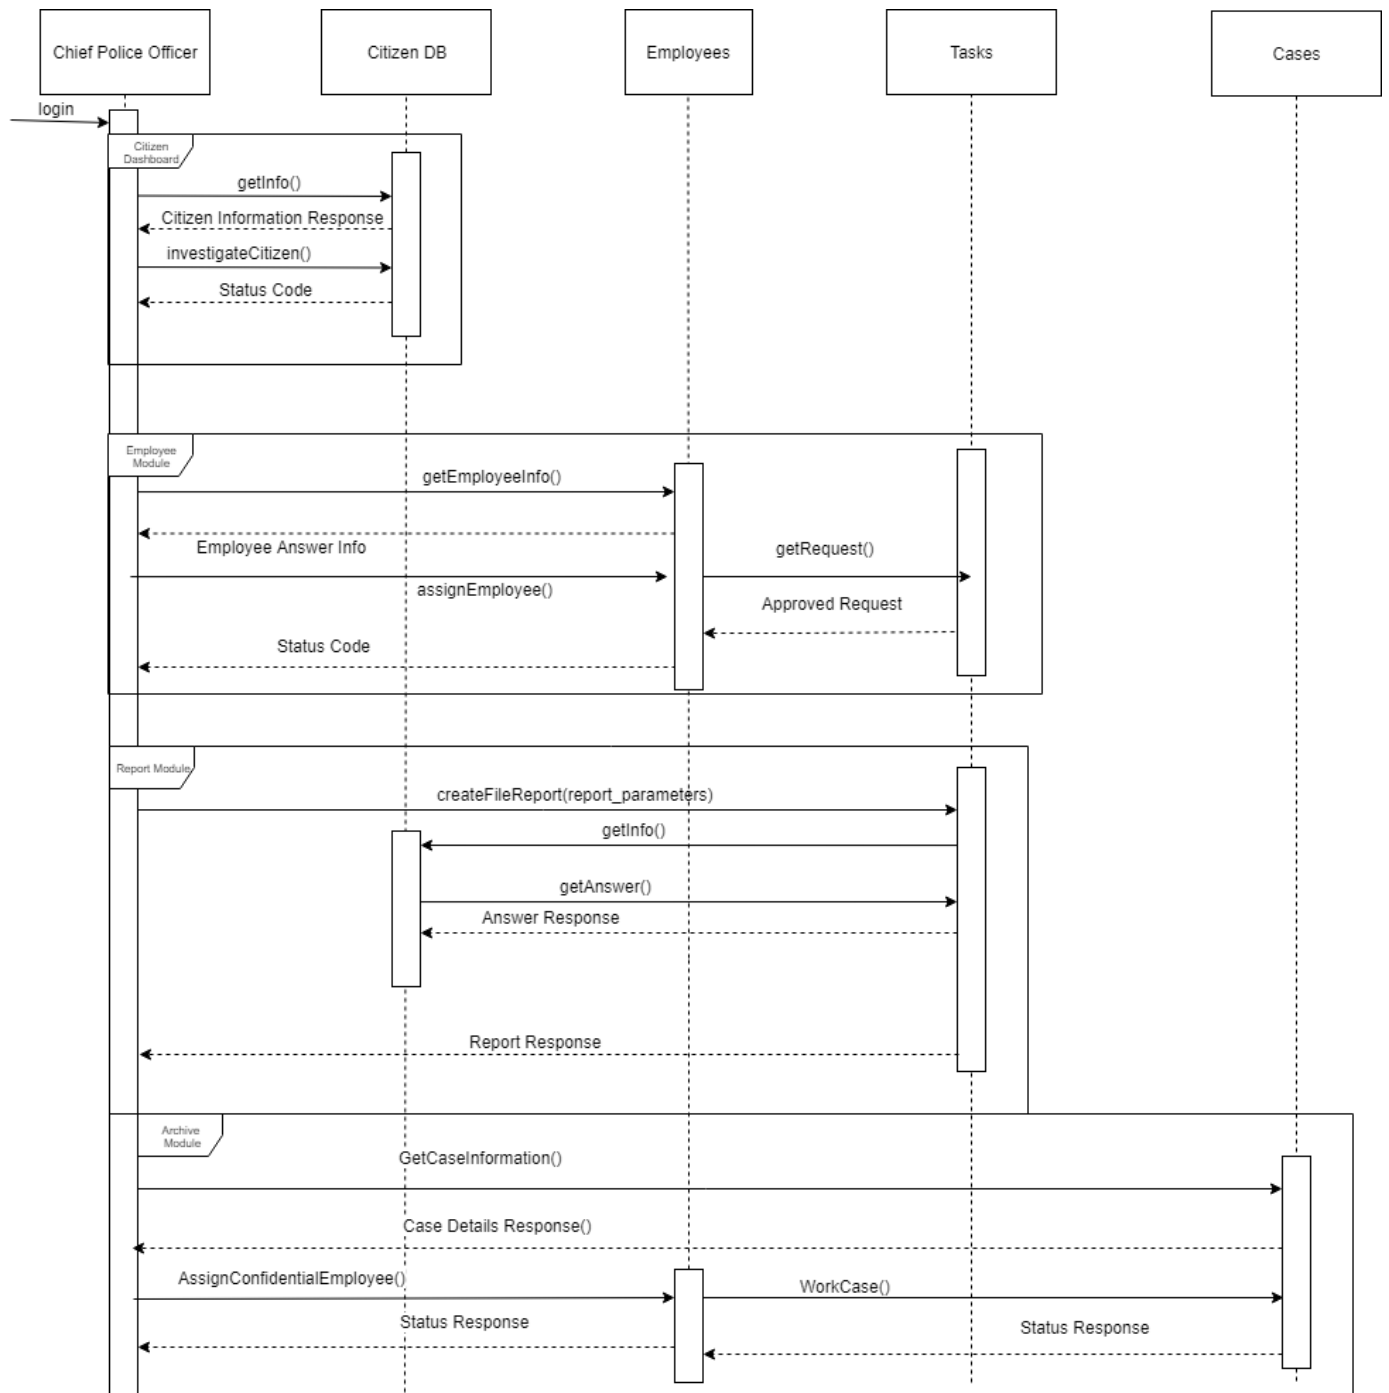 Chief Police Officer
Citizen DB
Employees
Tasks
Cases
login
Citizen
Dashboard
getInfo()
Citizen Information Response
investigateCitizen()
Status Code
Employee
Module
getEmployeeInfo()
Employee Answer Info
getRequest()
assignEmployee()
Approved Request
Status Code
Report Module
createFileReport(report_parameters)
getInfo()
getAnswer()
Answer Response
Report Response
Archive
Module
GetCaseInformation()
Case Details Response()
AssignConfidentialEmployee()
WorkCase()
Status Response
Status Response